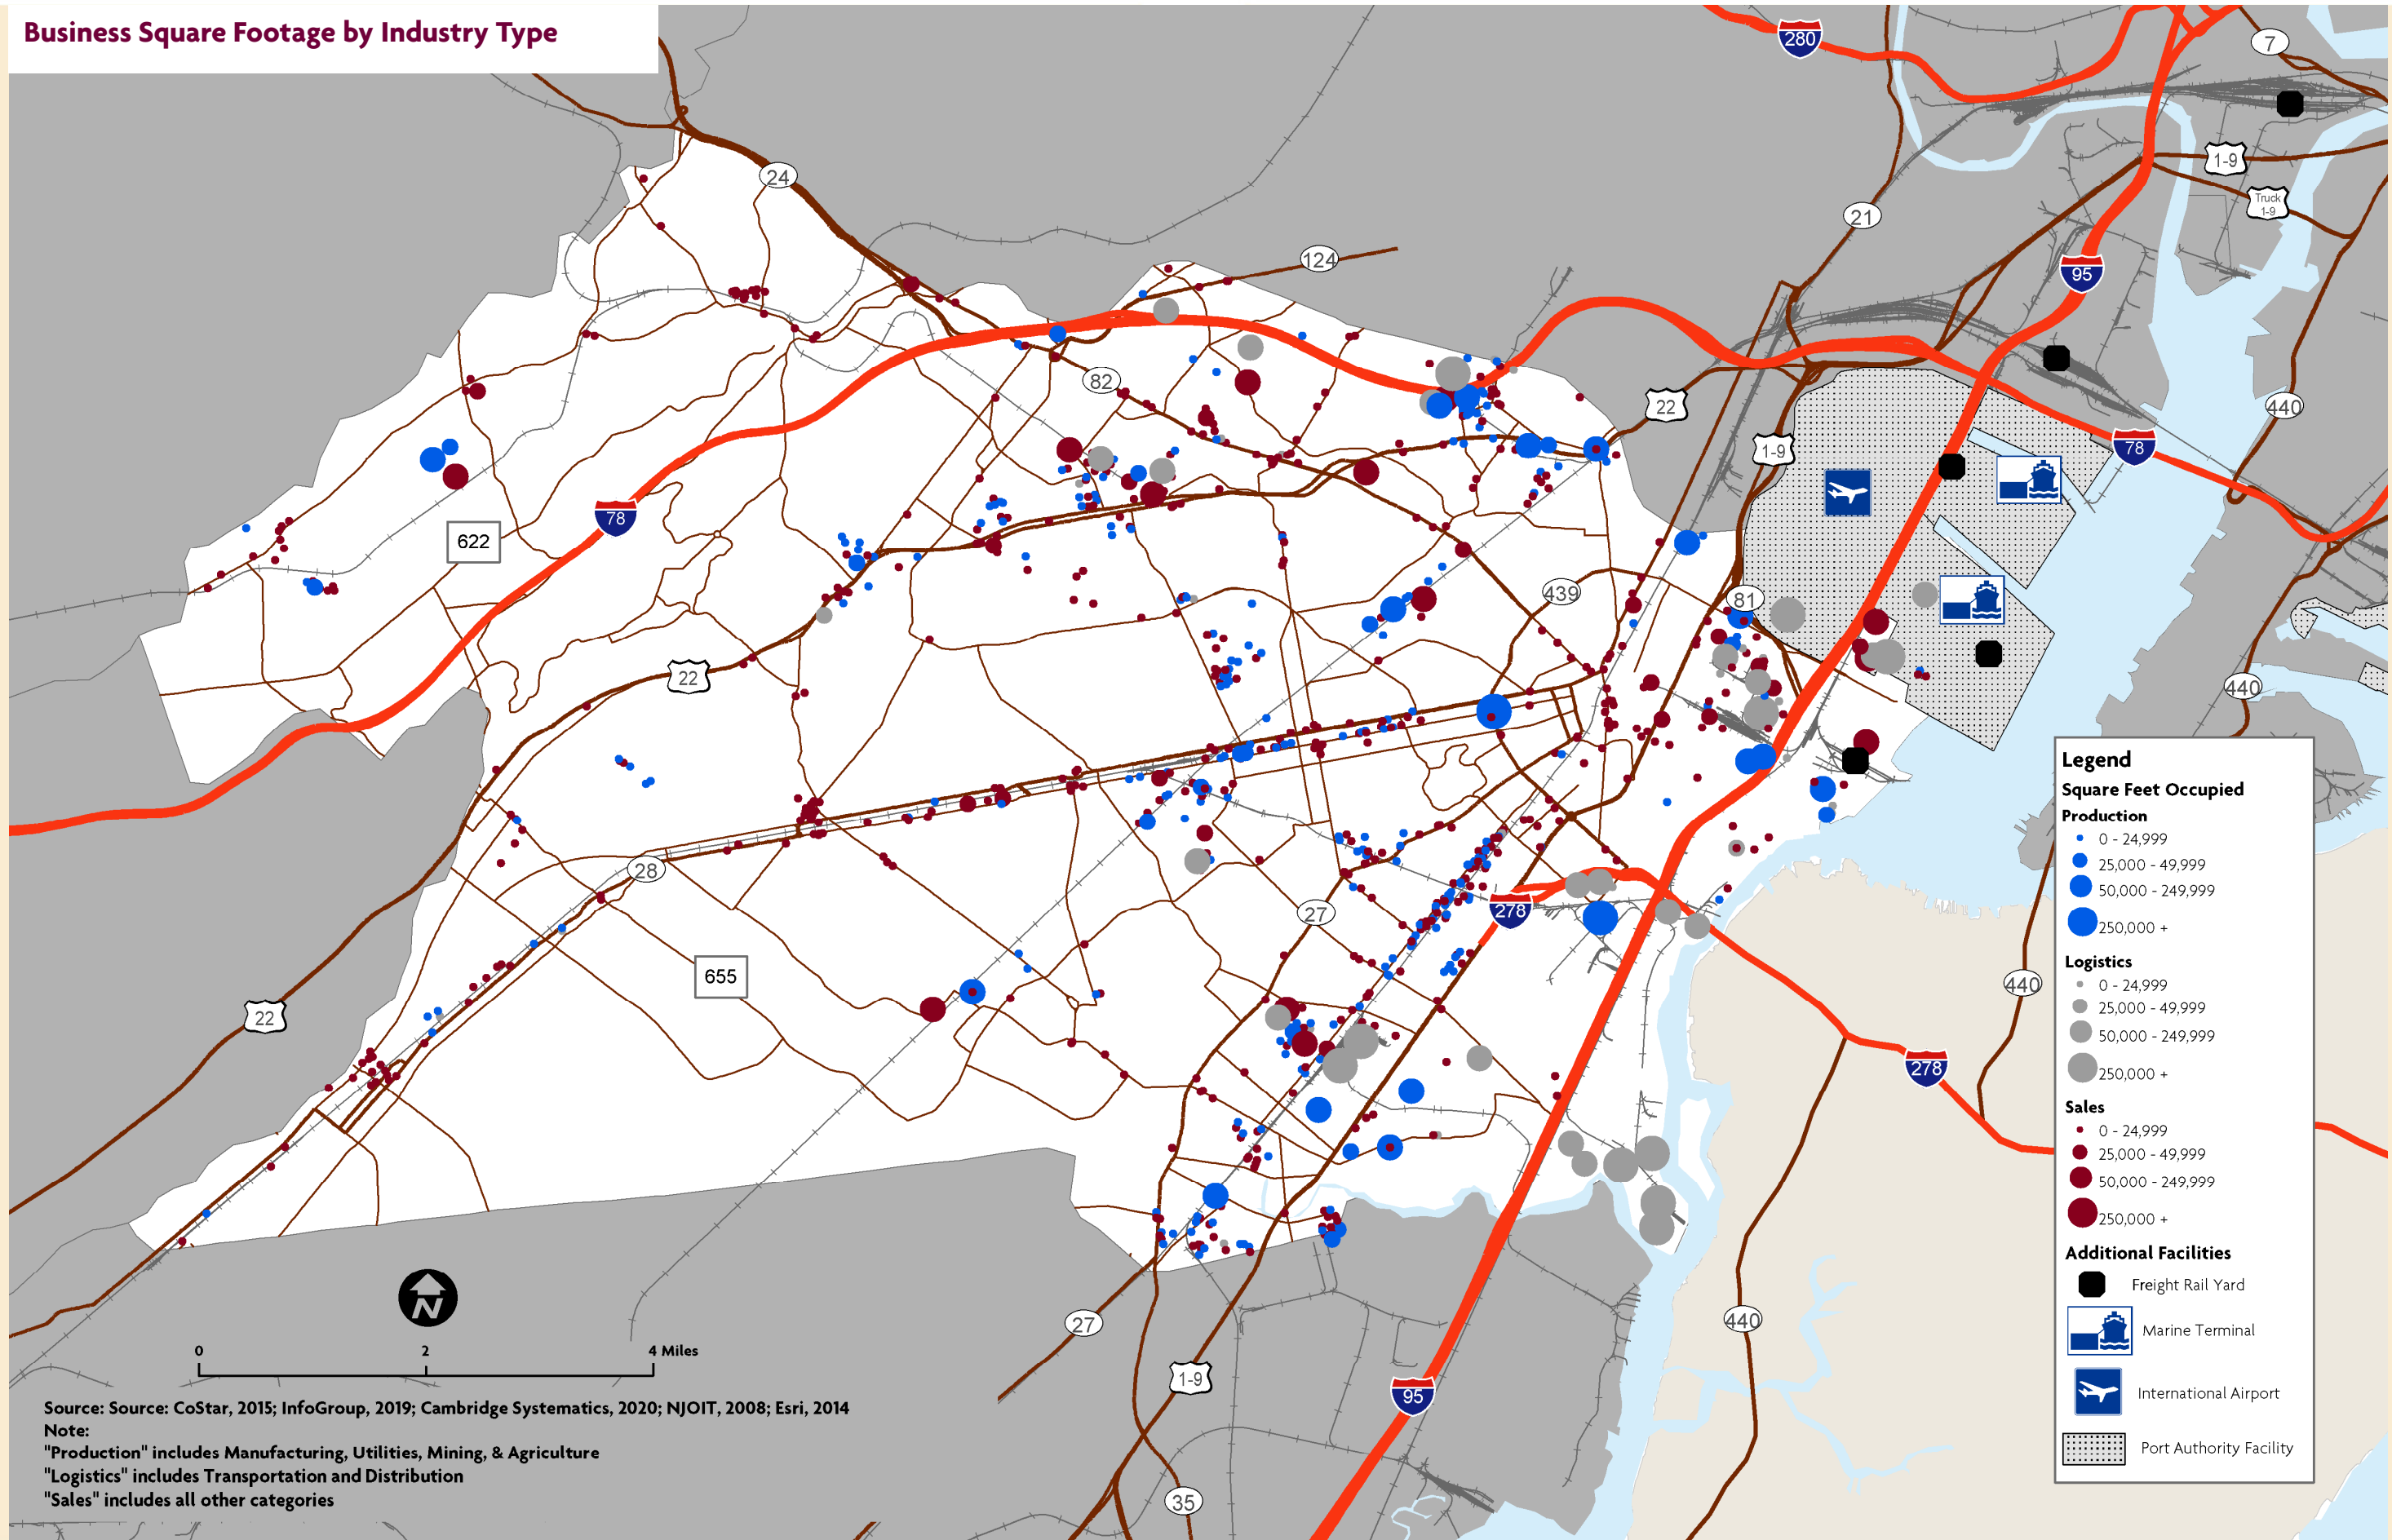 Business Square Footage by Industry Type
280
7
1-9
Truck
1-9
24
21
124
95
82
22
440
1-9
78
78
622
439
81
22
440
28
27
278
655
440
22
278
440
27
1-9
95
35
Legend
Square Feet Occupied
Production
0 - 24,999
25,000 - 49,999
50,000 - 249,999
250,000 +
Logistics
0 - 24,999
25,000 - 49,999
50,000 - 249,999
250,000 +
Sales
0 - 24,999
25,000 - 49,999
50,000 - 249,999
250,000 +
Additional Facilities
Freight Rail Yard
Marine Terminal
International Airport
Port Authority Facility
N
0 2 4 Miles
Source: Source: CoStar, 2015; InfoGroup, 2019; Cambridge Systematics, 2020; NJOIT, 2008; Esri, 2014
Note:
"Production" includes Manufacturing, Utilities, Mining, & Agriculture
"Logistics" includes Transportation and Distribution
"Sales" includes all other categories